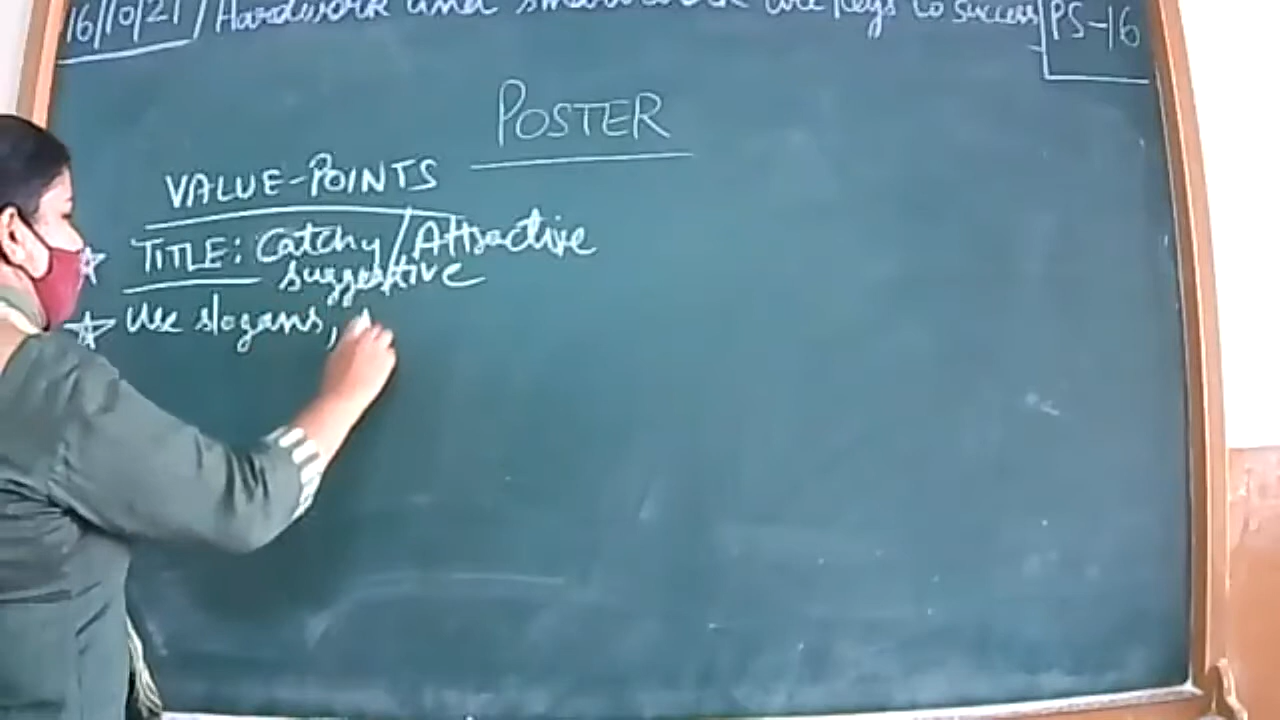 16/10/21 / Hardwork and smartwork are keys to success PS-16
POSTER
VALUE-POINTS
TITLE: Catchy / Attractive
suggestive
Use slogans,